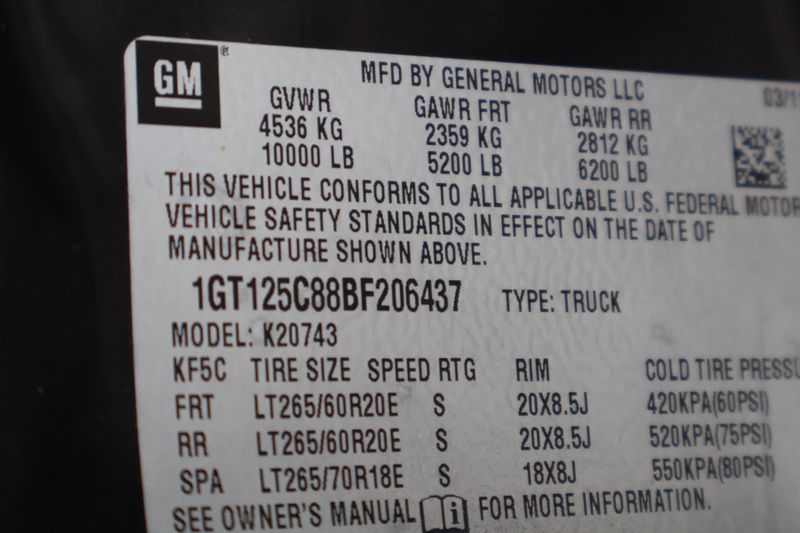 GM
MFD BY GENERAL MOTORS LLC
GVWR GAWR FRT GAWR RR
4536 KG 2359 KG 2812 KG
10000 LB 5200 LB 6200 LB
THIS VEHICLE CONFORMS TO ALL APPLICABLE U.S. FEDERAL MOTOR
VEHICLE SAFETY STANDARDS IN EFFECT ON THE DATE OF
MANUFACTURE SHOWN ABOVE.
1GT125C88BF206437 TYPE: TRUCK
MODEL: K20743
KF5C TIRE SIZE SPEED RTG RIM COLD TIRE PRESSU
FRT LT265/60R20E S 20X8.5J 420KPA(60PSI)
RR LT265/60R20E S 20X8.5J 520KPA(75PSI)
SPA LT265/70R18E S 18X8J 550KPA(80PSI)
SEE OWNER'S MANUAL i FOR MORE INFORMATION.